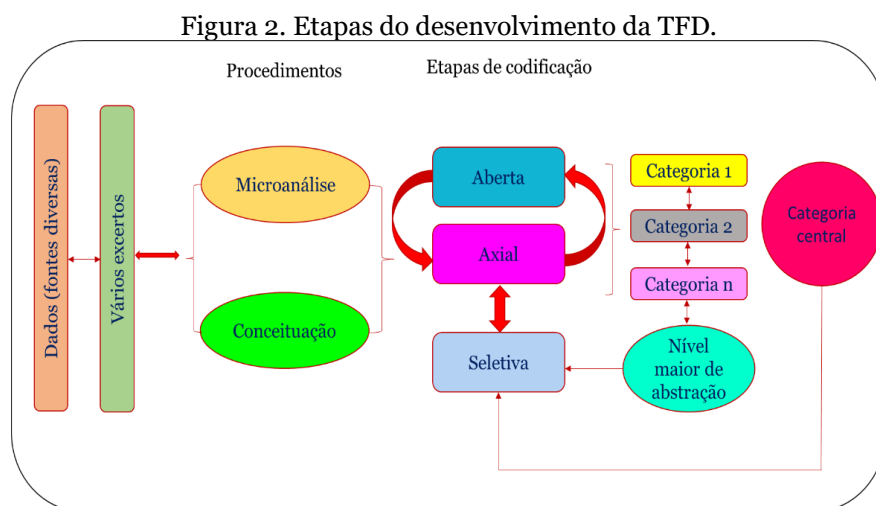 Figura 2. Etapas do desenvolvimento da TFD.
Procedimentos
Etapas de codificação
Dados (fontes diversas)
Vários excertos
Microanálise
Conceituação
Aberta
Axial
Seletiva
Categoria 1
Categoria 2
Categoria n
Nível
maior de
abstração
Categoria
central